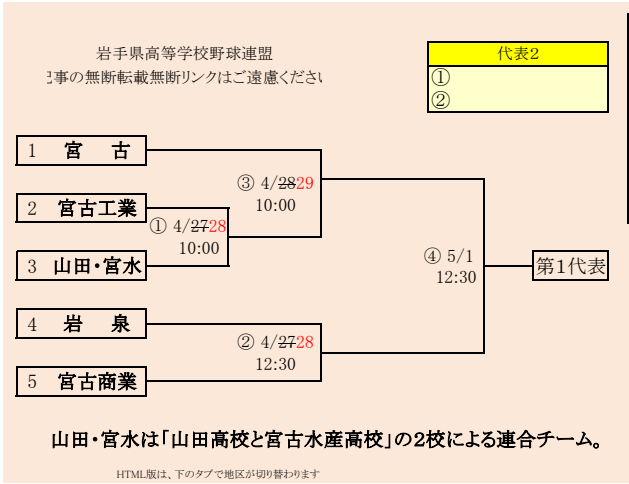 岩手県高等学校野球連盟
記事の無断転載無断リンクはご遠慮ください
代表2
①
②
1 宮 古
③ 4/2829
10:00
2 宮古工業
① 4/2728
10:00
3 山田・宮水
④ 5/1
12:30
第1代表
4 岩 泉
② 4/2728
12:30
5 宮古商業
山田・宮水は「山田高校と宮古水産高校」の2校による連合チーム。
HTML版は、下のタブで地区が切り替わります